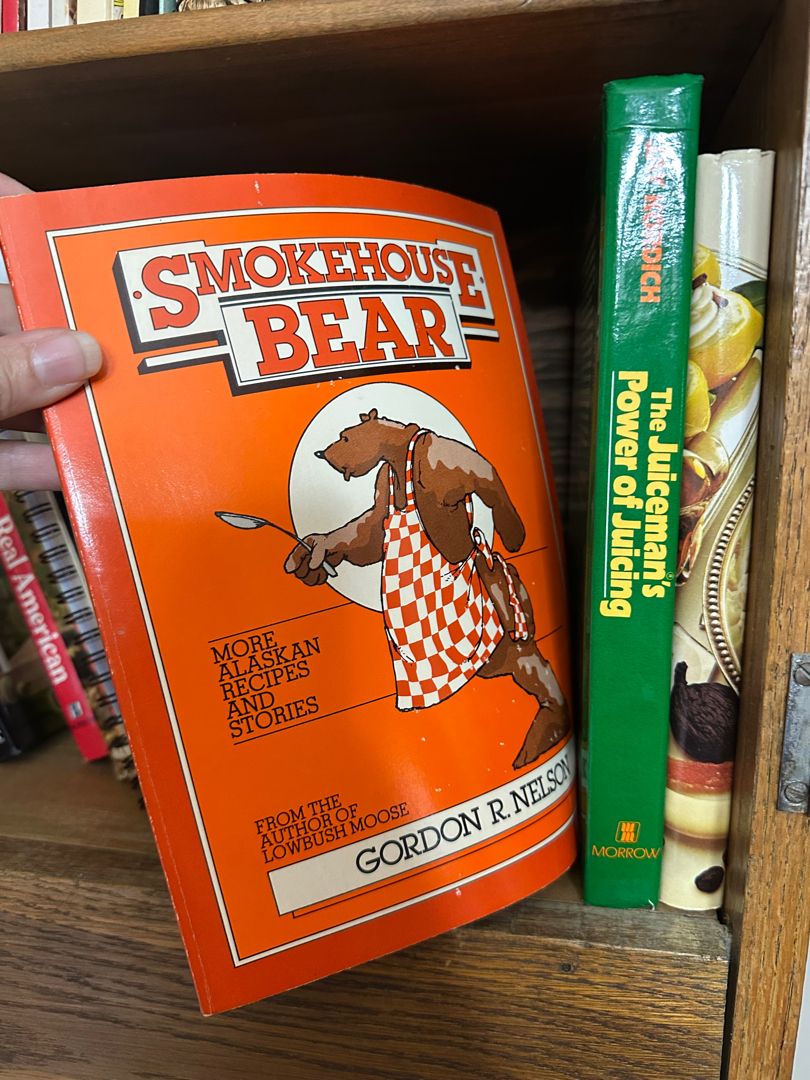 SMOKEHOUSE
BEAR
MORE
ALASKAN
RECIPES
AND
STORIES
FROM THE
AUTHOR OF
LOWBUSH MOOSE
GORDON R. NELSON
The Juiceman's
Power of Juicing
MORROW
Real American